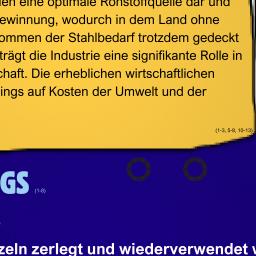 eine optimale Rohstoffquelle dar und
ewinnung, wodurch in dem Land ohne
ommen der Stahlbedarf trotzdem gedeckt
trägt die Industrie eine signifikante Rolle in
chaft. Die erheblichen wirtschaftlichen
ings auf Kosten der Umwelt und der
(1-3, 5-8, 10-13)
GS (1-8)
zeln zerlegt und wiederverwendet w